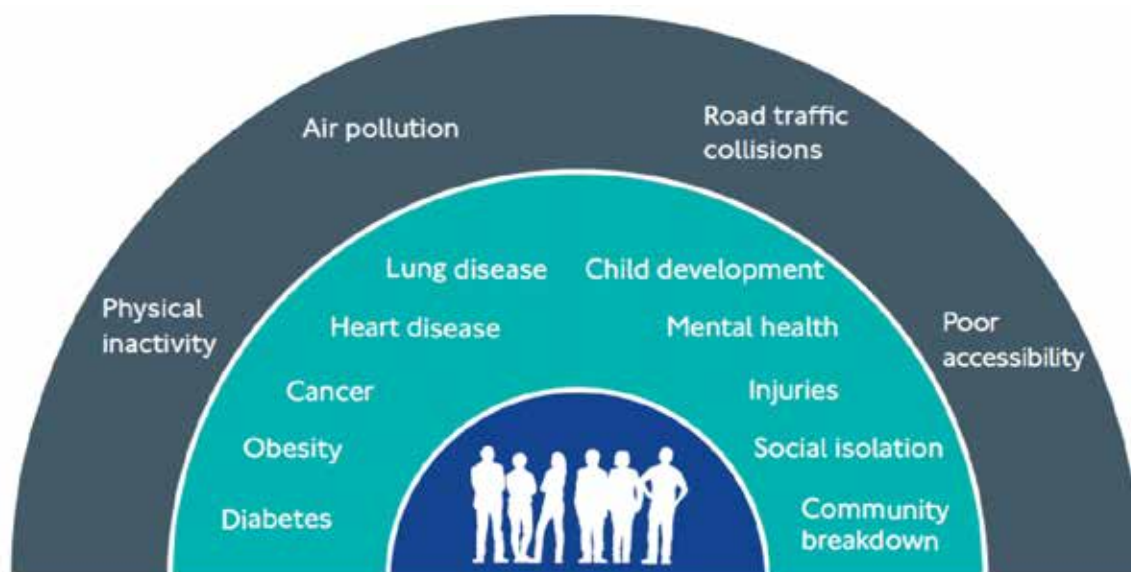 Air pollution
Road traffic
collisions
Physical
inactivity
Poor
accessibility
Lung disease
Child development
Heart disease
Mental health
Cancer
Injuries
Obesity
Social isolation
Diabetes
Community
breakdown